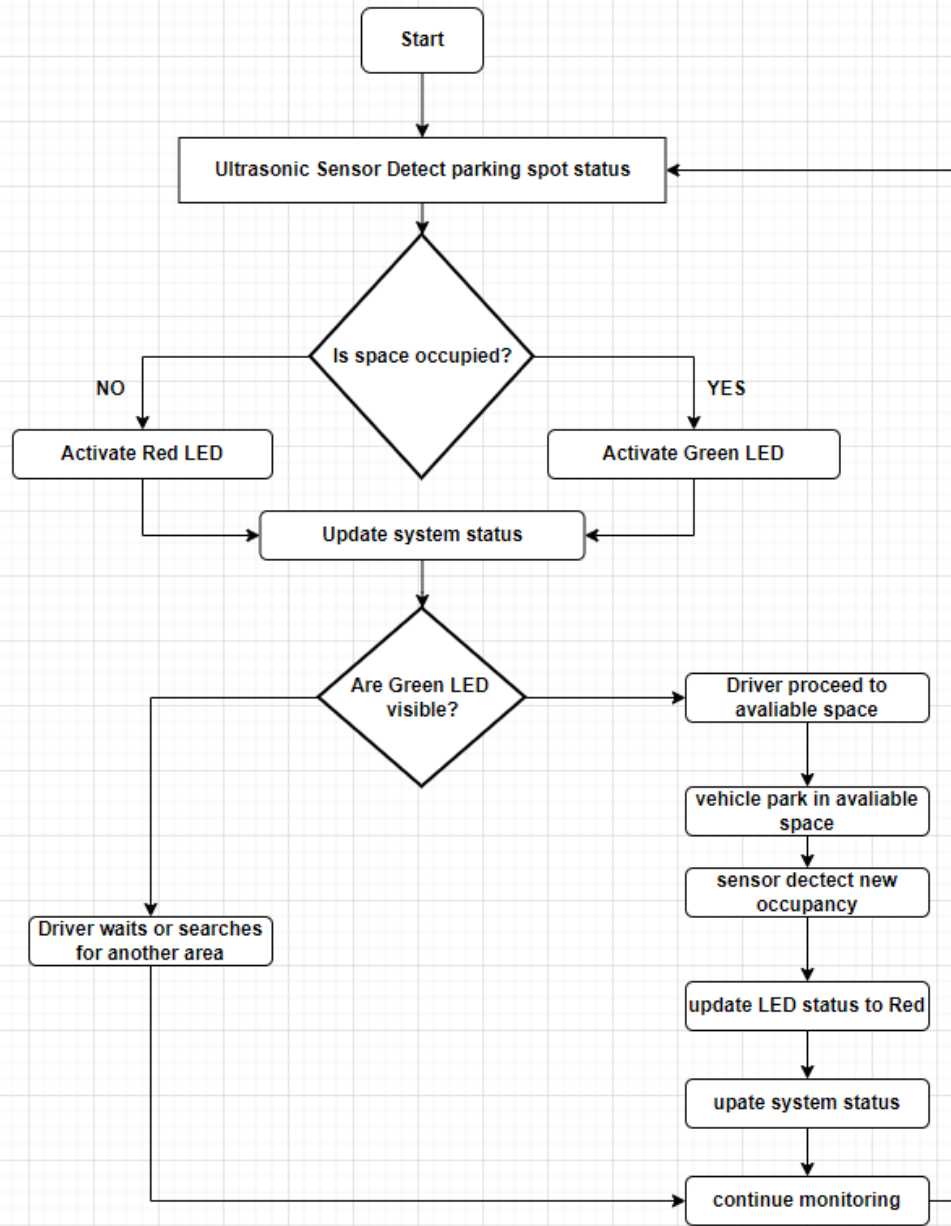 Start
Ultrasonic Sensor Detect parking spot status
Is space occupied?
NO
YES
Activate Red LED
Activate Green LED
Update system status
Are Green LED
visible?
Driver proceed to
avaliable space
vehicle park in avaliable
space
sensor dectect new
occupancy
Driver waits or searches
for another area
update LED status to Red
upate system status
continue monitoring